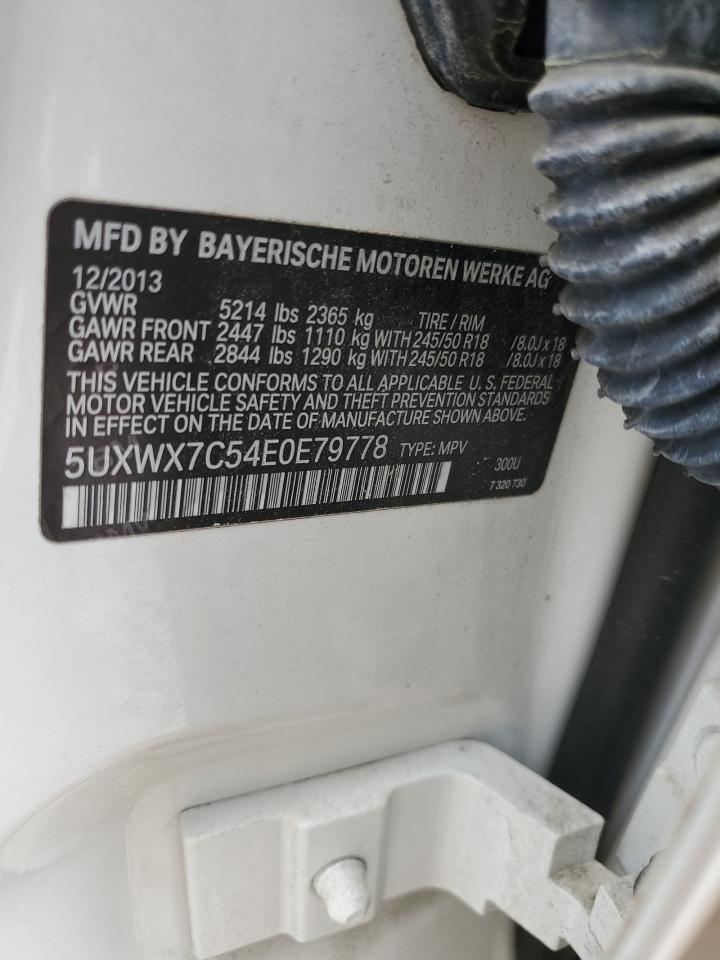 MFD BY BAYERISCHE MOTOREN WERKE AG
12/2013
GVWR 5214 lbs 2365 kg TIRE / RIM
GAWR FRONT 2447 lbs 1110 kg WITH 245/50 R18 /8.0J x 18
GAWR REAR 2844 lbs 1290 kg WITH 245/50 R18 /8.0J x 18
THIS VEHICLE CONFORMS TO ALL APPLICABLE U.S. FEDERAL
MOTOR VEHICLE SAFETY AND THEFT PREVENTION STANDARDS
IN EFFECT ON THE DATE OF MANUFACTURE SHOWN ABOVE.
5UXWX7C54E0E79778 TYPE: MPV 300U
7 320 730